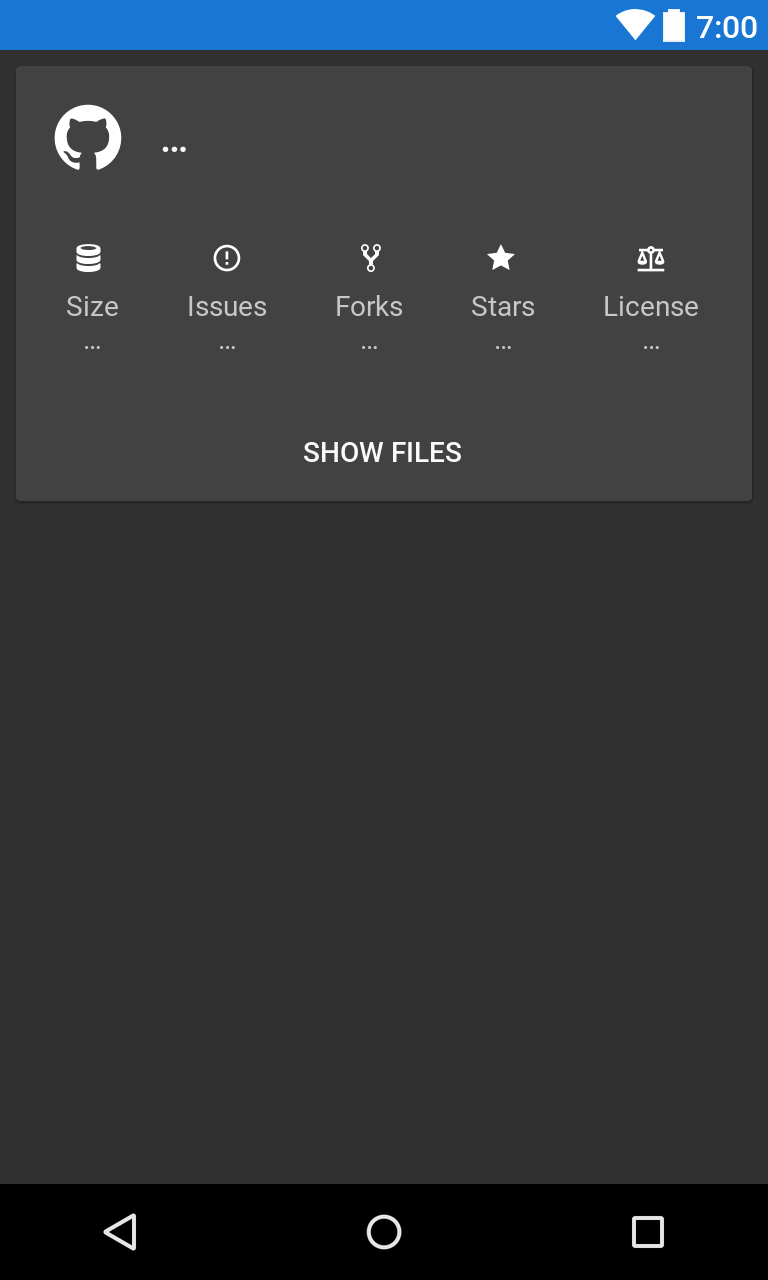 7:00
...
Size Issues Forks Stars License
... ... ... ... ...
SHOW FILES